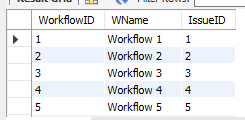 Result Grid Filter Rows:
WorkflowID WName IssueID
1 Workflow 1 1
2 Workflow 2 2
3 Workflow 3 3
4 Workflow 4 4
5 Workflow 5 5